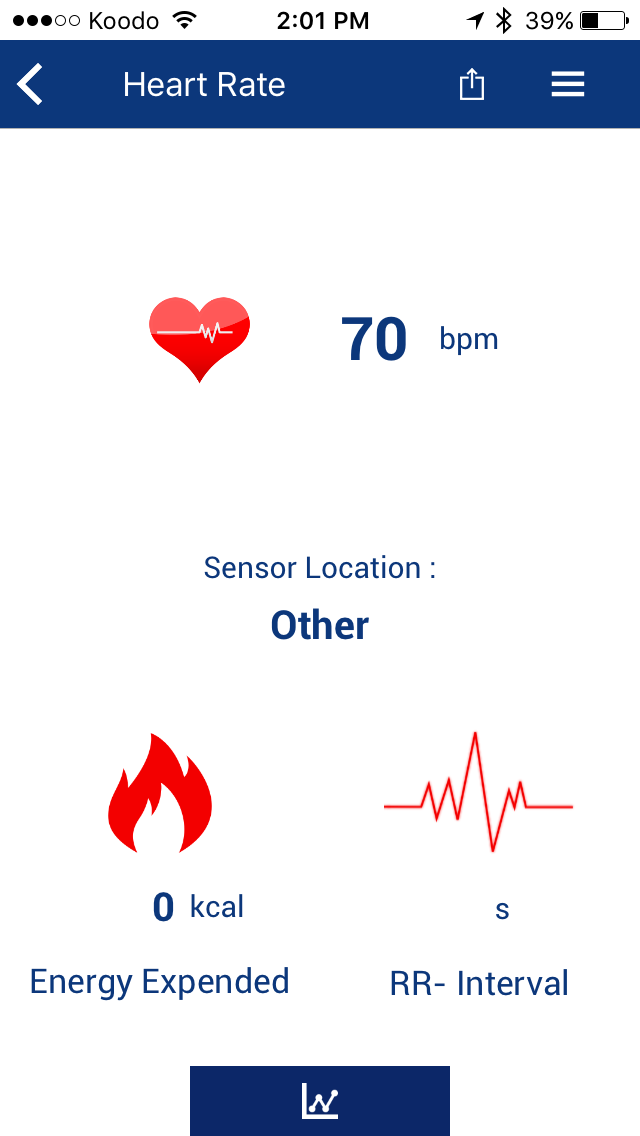 Koodo 2:01 PM 39%
Heart Rate
70 bpm
Sensor Location :
Other
0 kcal s
Energy Expended RR- Interval